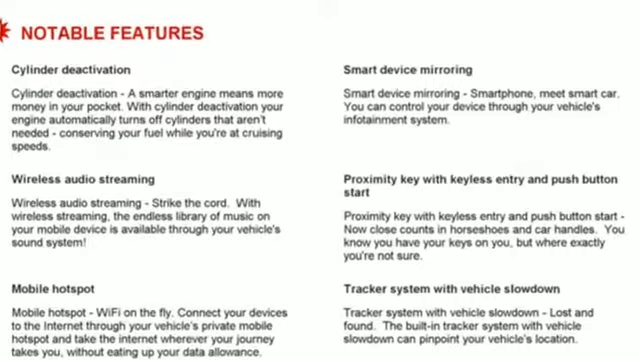 NOTABLE FEATURES
Cylinder deactivation
Cylinder deactivation - A smarter engine means more
money in your pocket. With cylinder deactivation your
engine automatically turns off cylinders that aren't
needed - conserving your fuel while you're at cruising
speeds.
Smart device mirroring
Smart device mirroring - Smartphone, meet smart car.
You can control your device through your vehicle's
infotainment system.
Wireless audio streaming
Wireless audio streaming - Strike the cord. With
wireless streaming, the endless library of music on
your mobile device is available through your vehicle's
sound system!
Proximity key with keyless entry and push button
start
Proximity key with keyless entry and push button start -
Now close counts in horseshoes and car handles. You
know you have your keys on you, but where exactly
you're not sure.
Mobile hotspot
Mobile hotspot - WiFi on the fly. Connect your devices
to the Internet through your vehicle's private mobile
hotspot and take the internet wherever your journey
takes you, without eating up your data allowance.
Tracker system with vehicle slowdown
Tracker system with vehicle slowdown - Lost and
found. The built-in tracker system with vehicle
slowdown can pinpoint your vehicle's location.